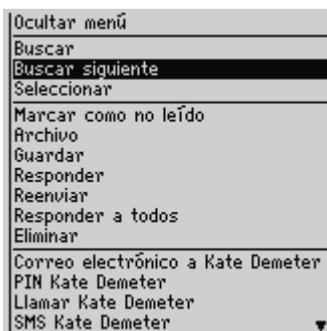 Ocultar menú
Buscar
Buscar siguiente
Seleccionar
Marcar como no leído
Archivo
Guardar
Responder
Reenviar
Responder a todos
Eliminar
Correo electrónico a Kate Demeter
PIN Kate Demeter
Llamar Kate Demeter
SMS Kate Demeter